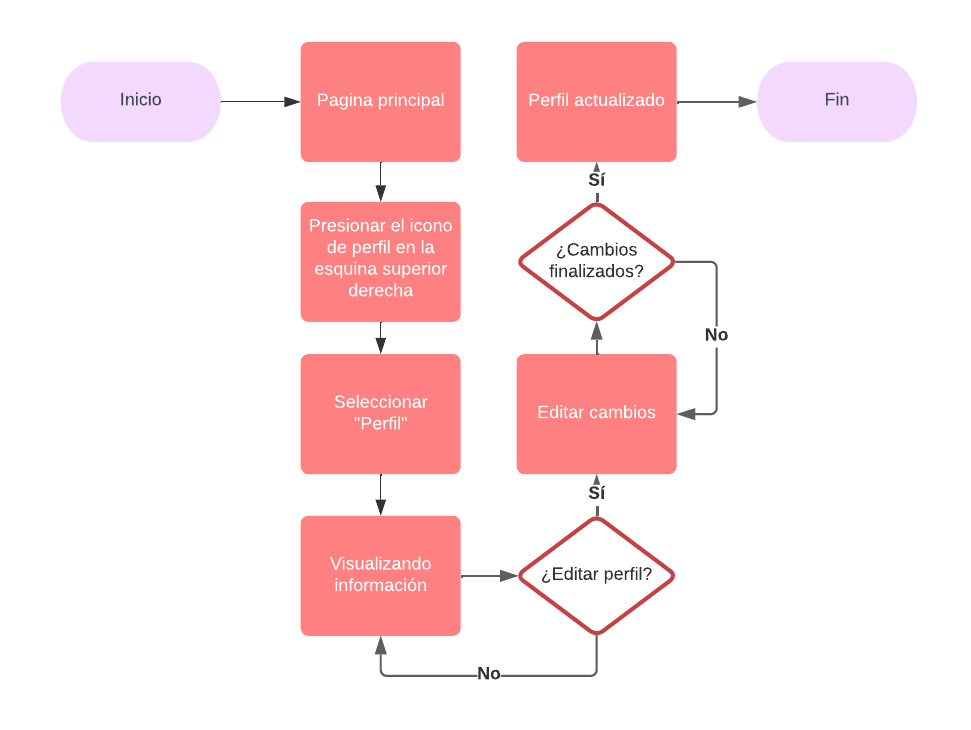 Inicio
Pagina principal
Presionar el icono
de perfil en la
esquina superior
derecha
Seleccionar
"Perfil"
Visualizando
información
¿Editar perfil?
No
Sí
Editar cambios
¿Cambios
finalizados?
No
Sí
Perfil actualizado
Fin